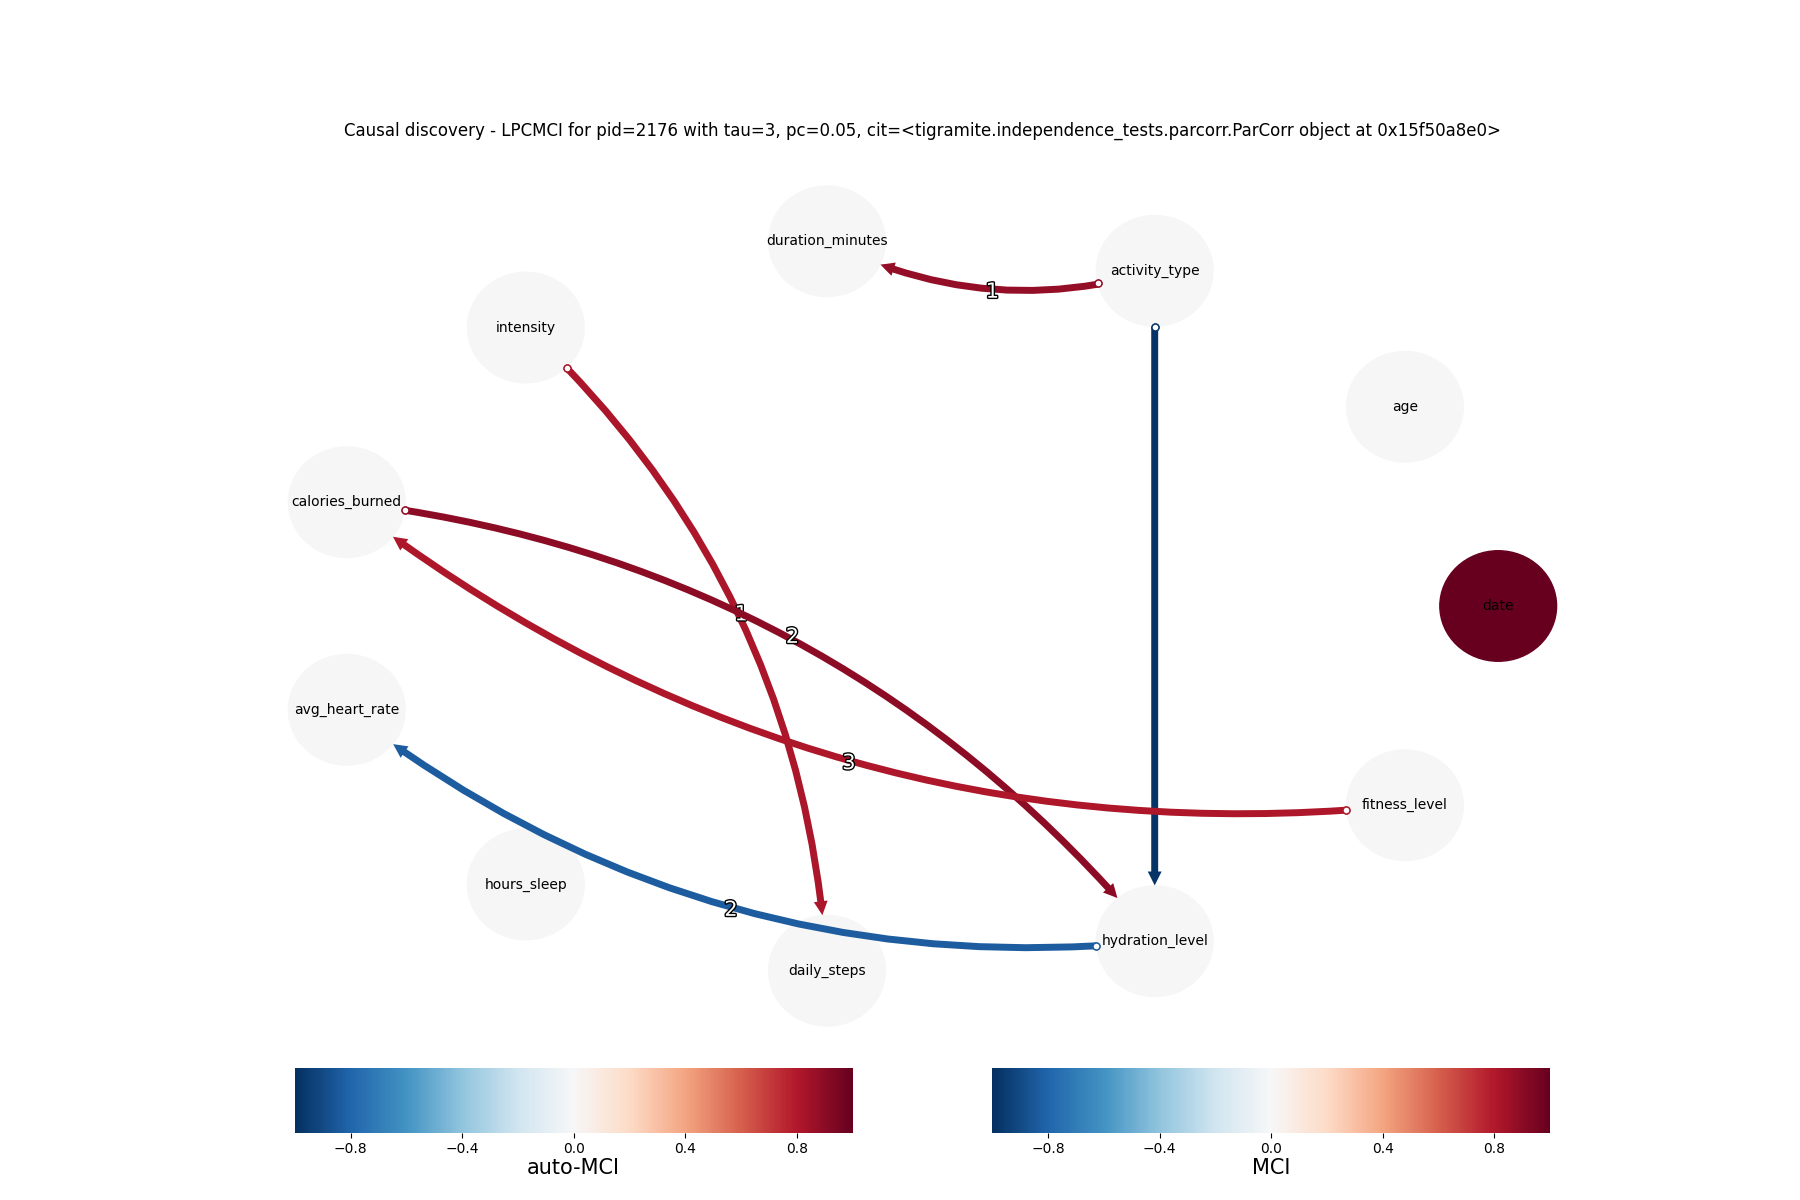 Causal discovery - LPCMCI for pid=2176 with tau=3, pc=0.05, cit=<tigramite.independence_tests.parcorr.ParCorr object at 0x15f50a8e0>
duration_minutes
activity_type
1
intensity
age
calories_burned
date
1
2
avg_heart_rate
3
fitness_level
hours_sleep
2
hydration_level
daily_steps
−0.8 −0.4 0.0 0.4 0.8
auto-MCI
−0.8 −0.4 0.0 0.4 0.8
MCI